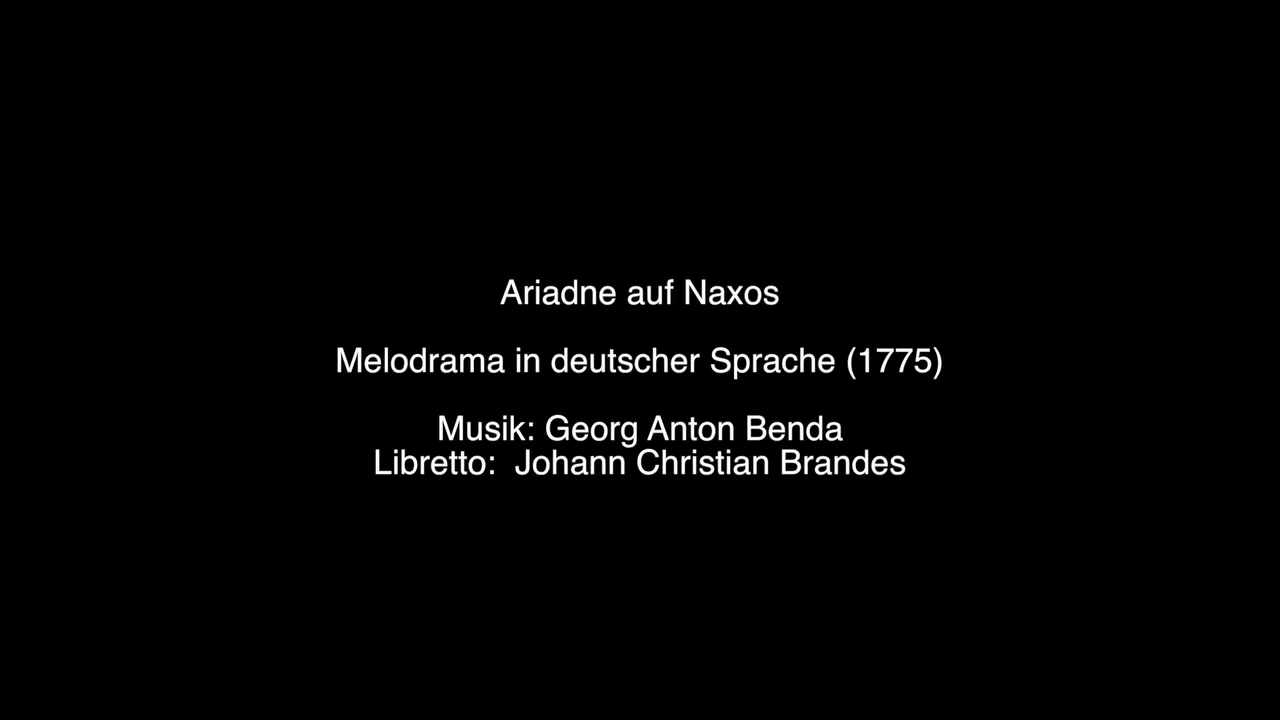 Ariadne auf Naxos
Melodrama in deutscher Sprache (1775)
Musik: Georg Anton Benda
Libretto:  Johann Christian Brandes